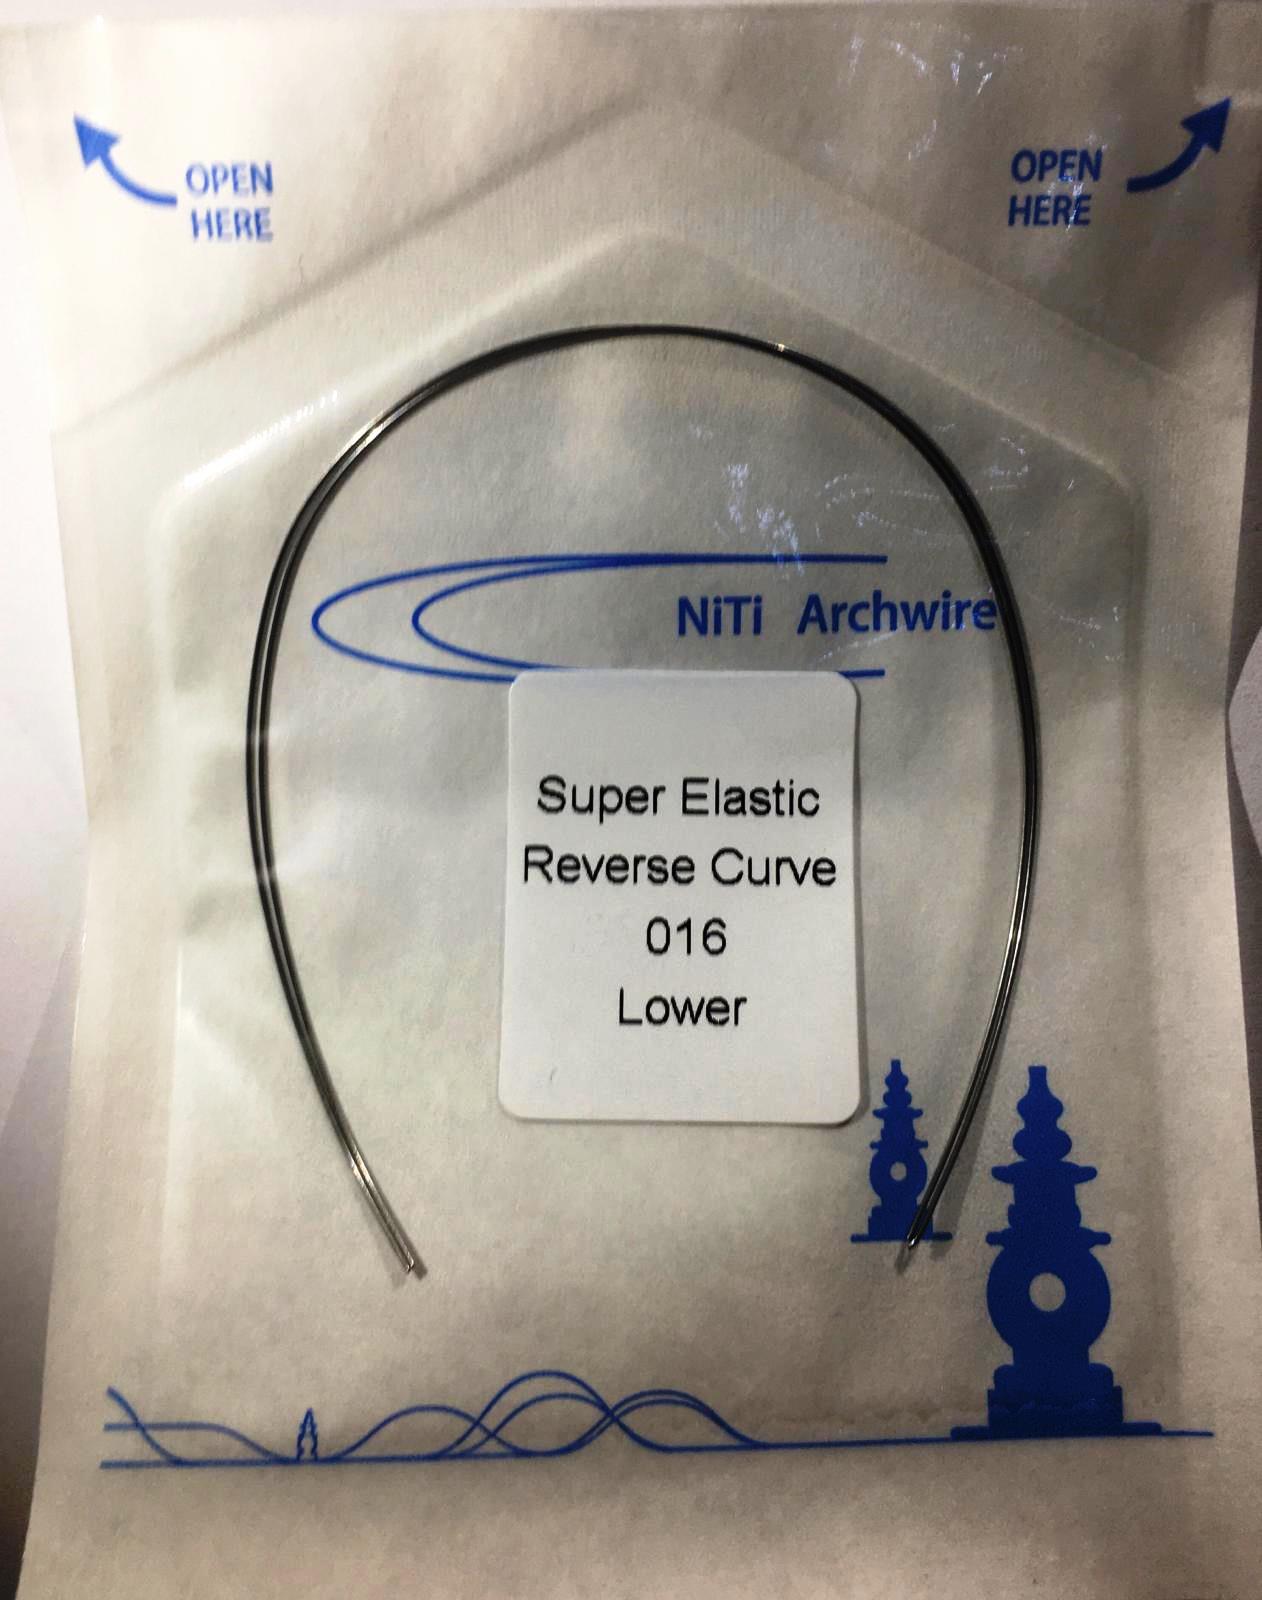 OPEN
HERE
OPEN
HERE
NiTi Archwire
Super Elastic
Reverse Curve
016
Lower